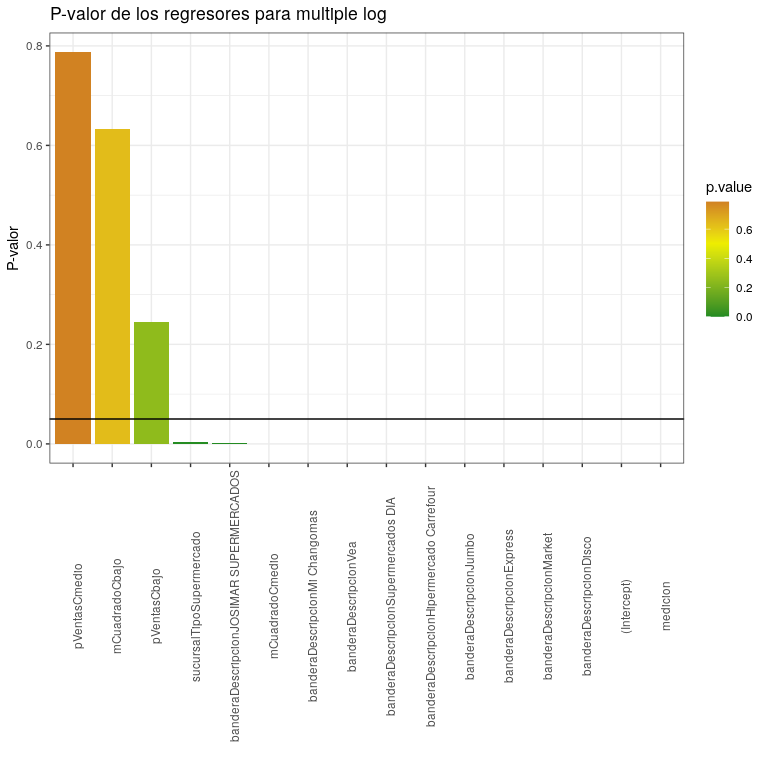 P-valor de los regresores para multiple log
P-valor
0.8
0.6
0.4
0.2
0.0
pVentasCmedio
mCuadradoCbajo
pVentasCbajo
sucursalTipoSupermercado
banderaDescripcionJOSIMAR SUPERMERCADOS
mCuadradoCmedio
banderaDescripcionMi Changomas
banderaDescripcionVea
banderaDescripcionSupermercados DIA
banderaDescripcionHipermercado Carrefour
banderaDescripcionJumbo
banderaDescripcionExpress
banderaDescripcionMarket
banderaDescripcionDisco
(Intercept)
medicion
p.value
0.6
0.4
0.2
0.0